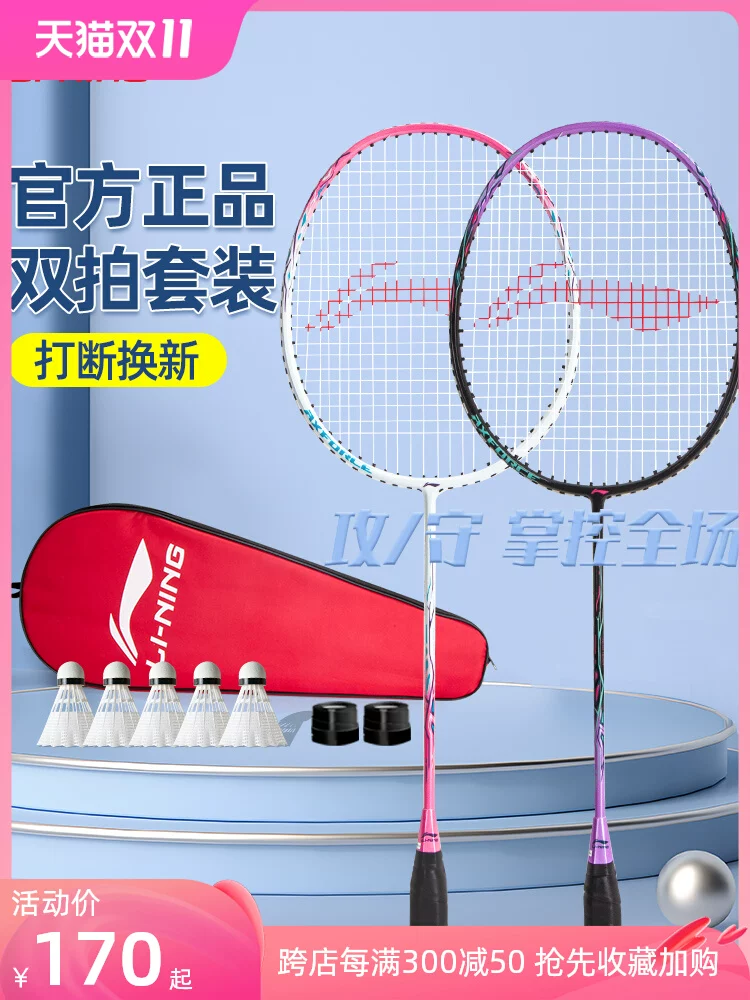 天猫双11
官方正品
双拍套装
打断换新
AXFORCE
AXFORCE
攻/守 掌控全场
LI-NING
活动价
¥170起
跨店每满300减50 抢先收藏加购